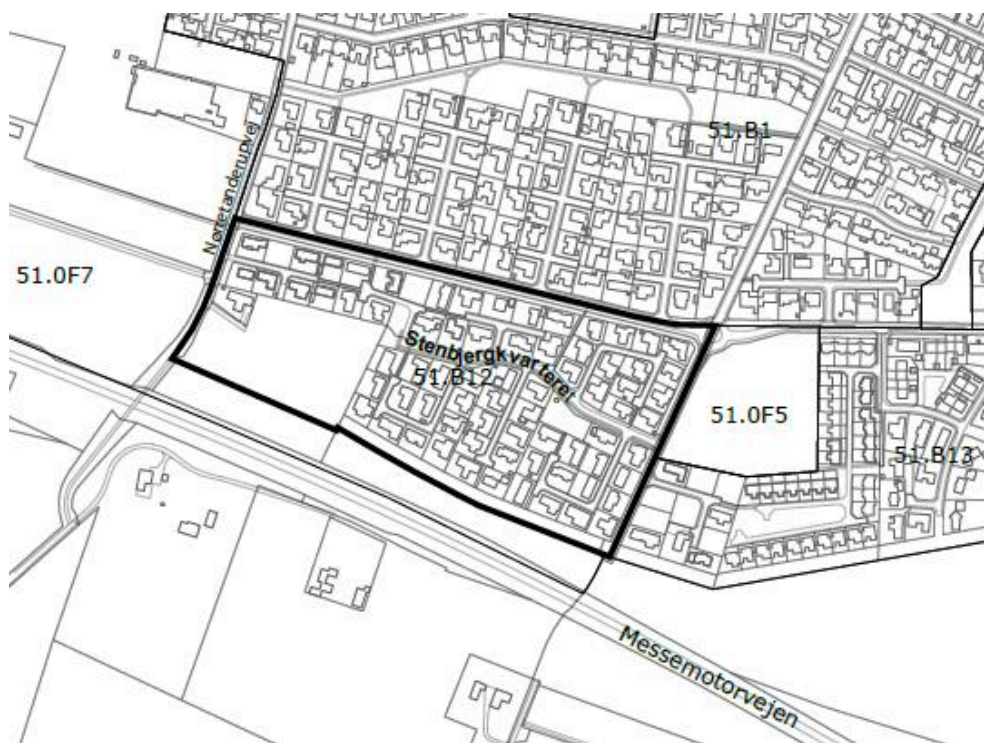 51.B1
Nørretanderupvej
51.0F7
Stenbjergkvarteret
51.B12
51.0F5
51.B13
Messemotorvejen